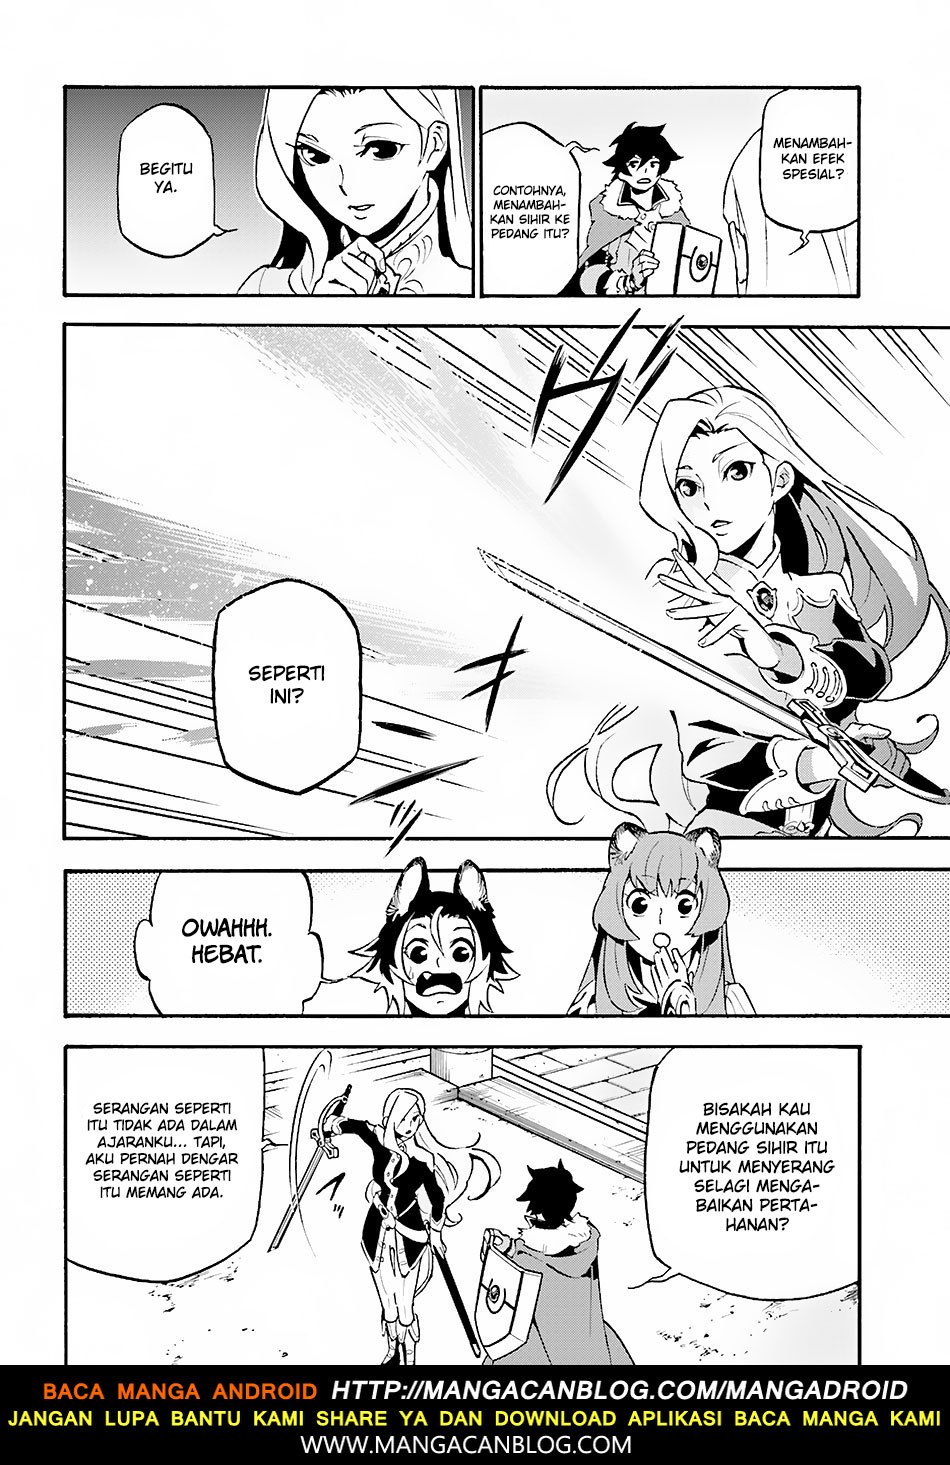 MENAMBAH-
KAN EFEK
SPESIAL?
CONTOHNYA,
MENAMBAH-
KAN SIHIR KE
PEDANG ITU?
BEGITU
YA.
SEPERTI
INI?
OWAHHH.
HEBAT.
BISAKAH KAU
MENGGUNAKAN
PEDANG SIHIR ITU
UNTUK MENYERANG
SELAGI MENGA-
BAIKAN PERTA-
HANAN?
SERANGAN SEPERTI
ITU TIDAK ADA DALAM
AJARANKU... TAPI,
AKU PERNAH DENGAR
SERANGAN SEPERTI
ITU MEMANG ADA.
BACA MANGA ANDROID HTTP://MANGACANBLOG.COM/MANGADROID
JANGAN LUPA BANTU KAMI SHARE YA DAN DOWNLOAD APLIKASI BACA MANGA KAMI
WWW.MANGACANBLOG.COM